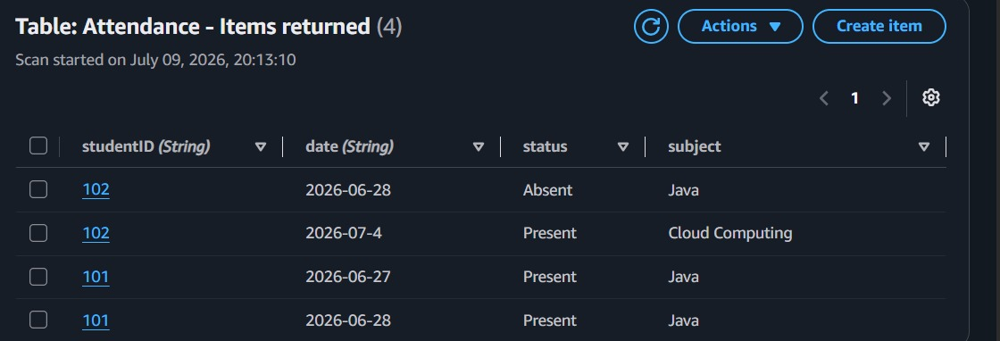 Table: Attendance - Items returned (4)
Actions
Create item
Scan started on July 09, 2026, 20:13:10
1
studentID (String) date (String) status subject
102 2026-06-28 Absent Java
102 2026-07-4 Present Cloud Computing
101 2026-06-27 Present Java
101 2026-06-28 Present Java